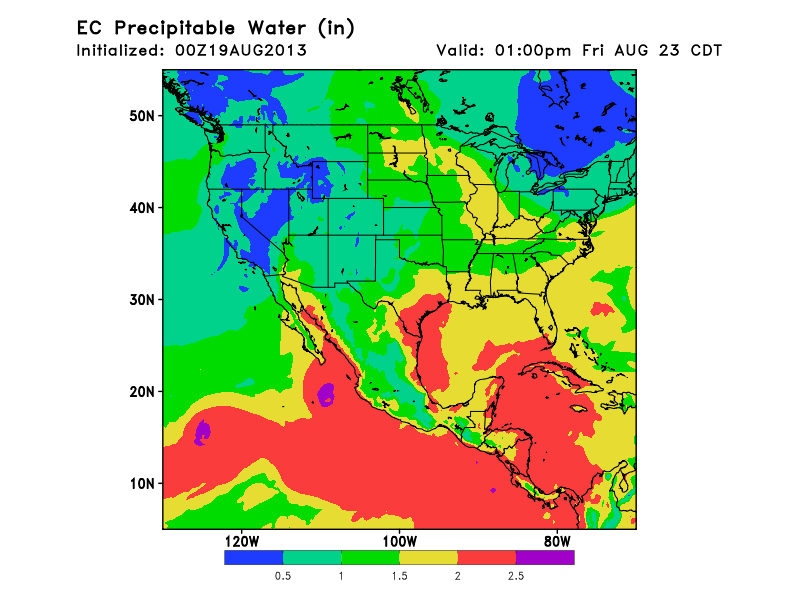 EC Precipitable Water (in)
Initialized: 00Z19AUG2013 Valid: 01:00pm Fri AUG 23 CDT
50N
40N
30N
20N
10N
120W 100W 80W
0.5 1 1.5 2 2.5